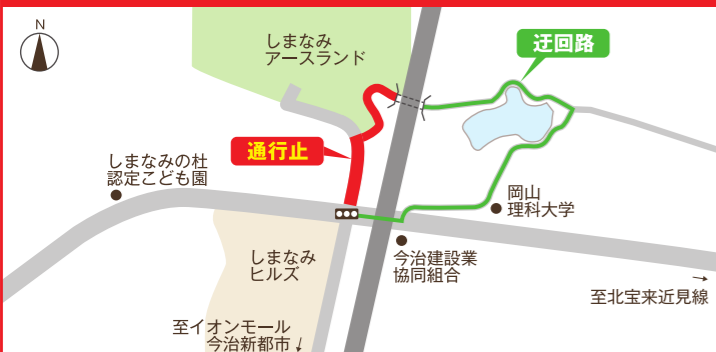 N
しまなみ
アースランド
迂回路
通行止
しまなみの杜
認定こども園
岡山
理科大学
しまなみ
ヒルズ
今治建設業
協同組合
→
至北宝来近見線
至イオンモール
今治新都市↓